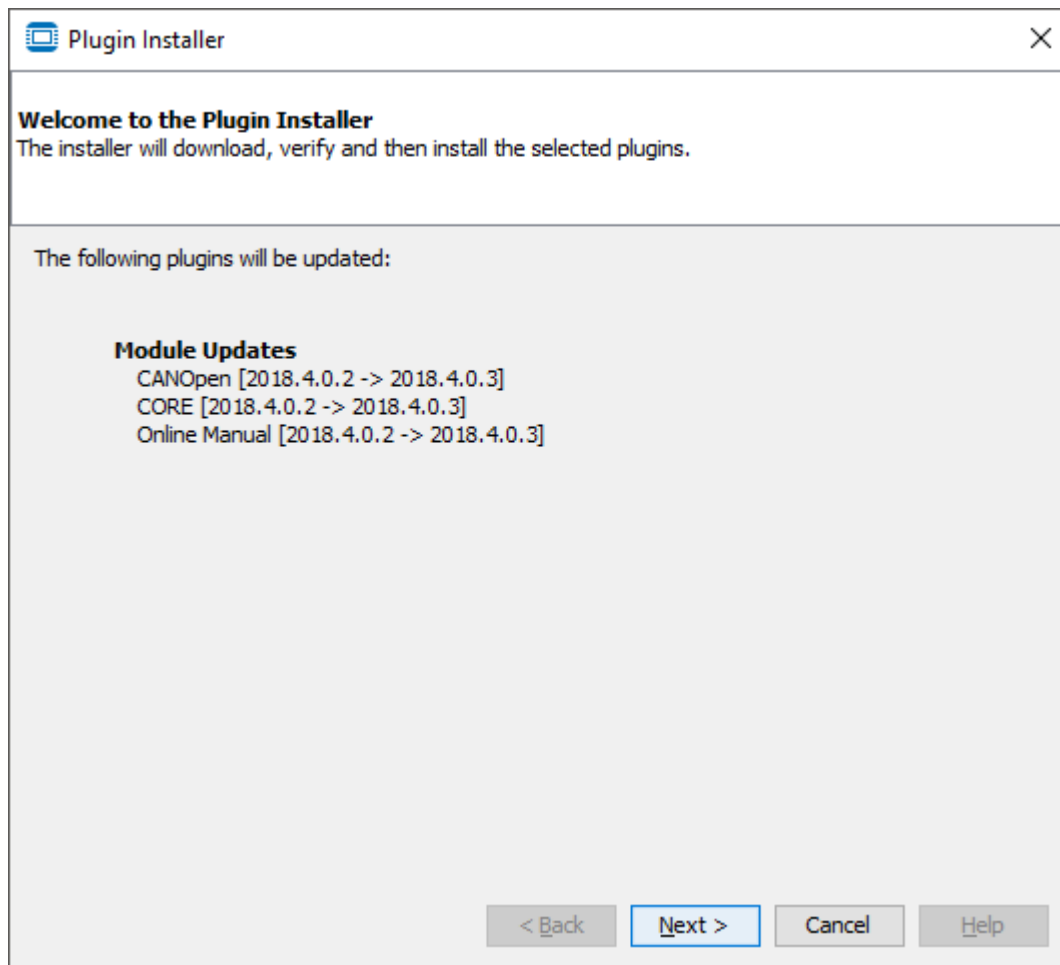 Plugin Installer
Welcome to the Plugin Installer
The installer will download, verify and then install the selected plugins.
The following plugins will be updated:
Module Updates
CANOpen [2018.4.0.2 -> 2018.4.0.3]
CORE [2018.4.0.2 -> 2018.4.0.3]
Online Manual [2018.4.0.2 -> 2018.4.0.3]
< Back Next > Cancel Help